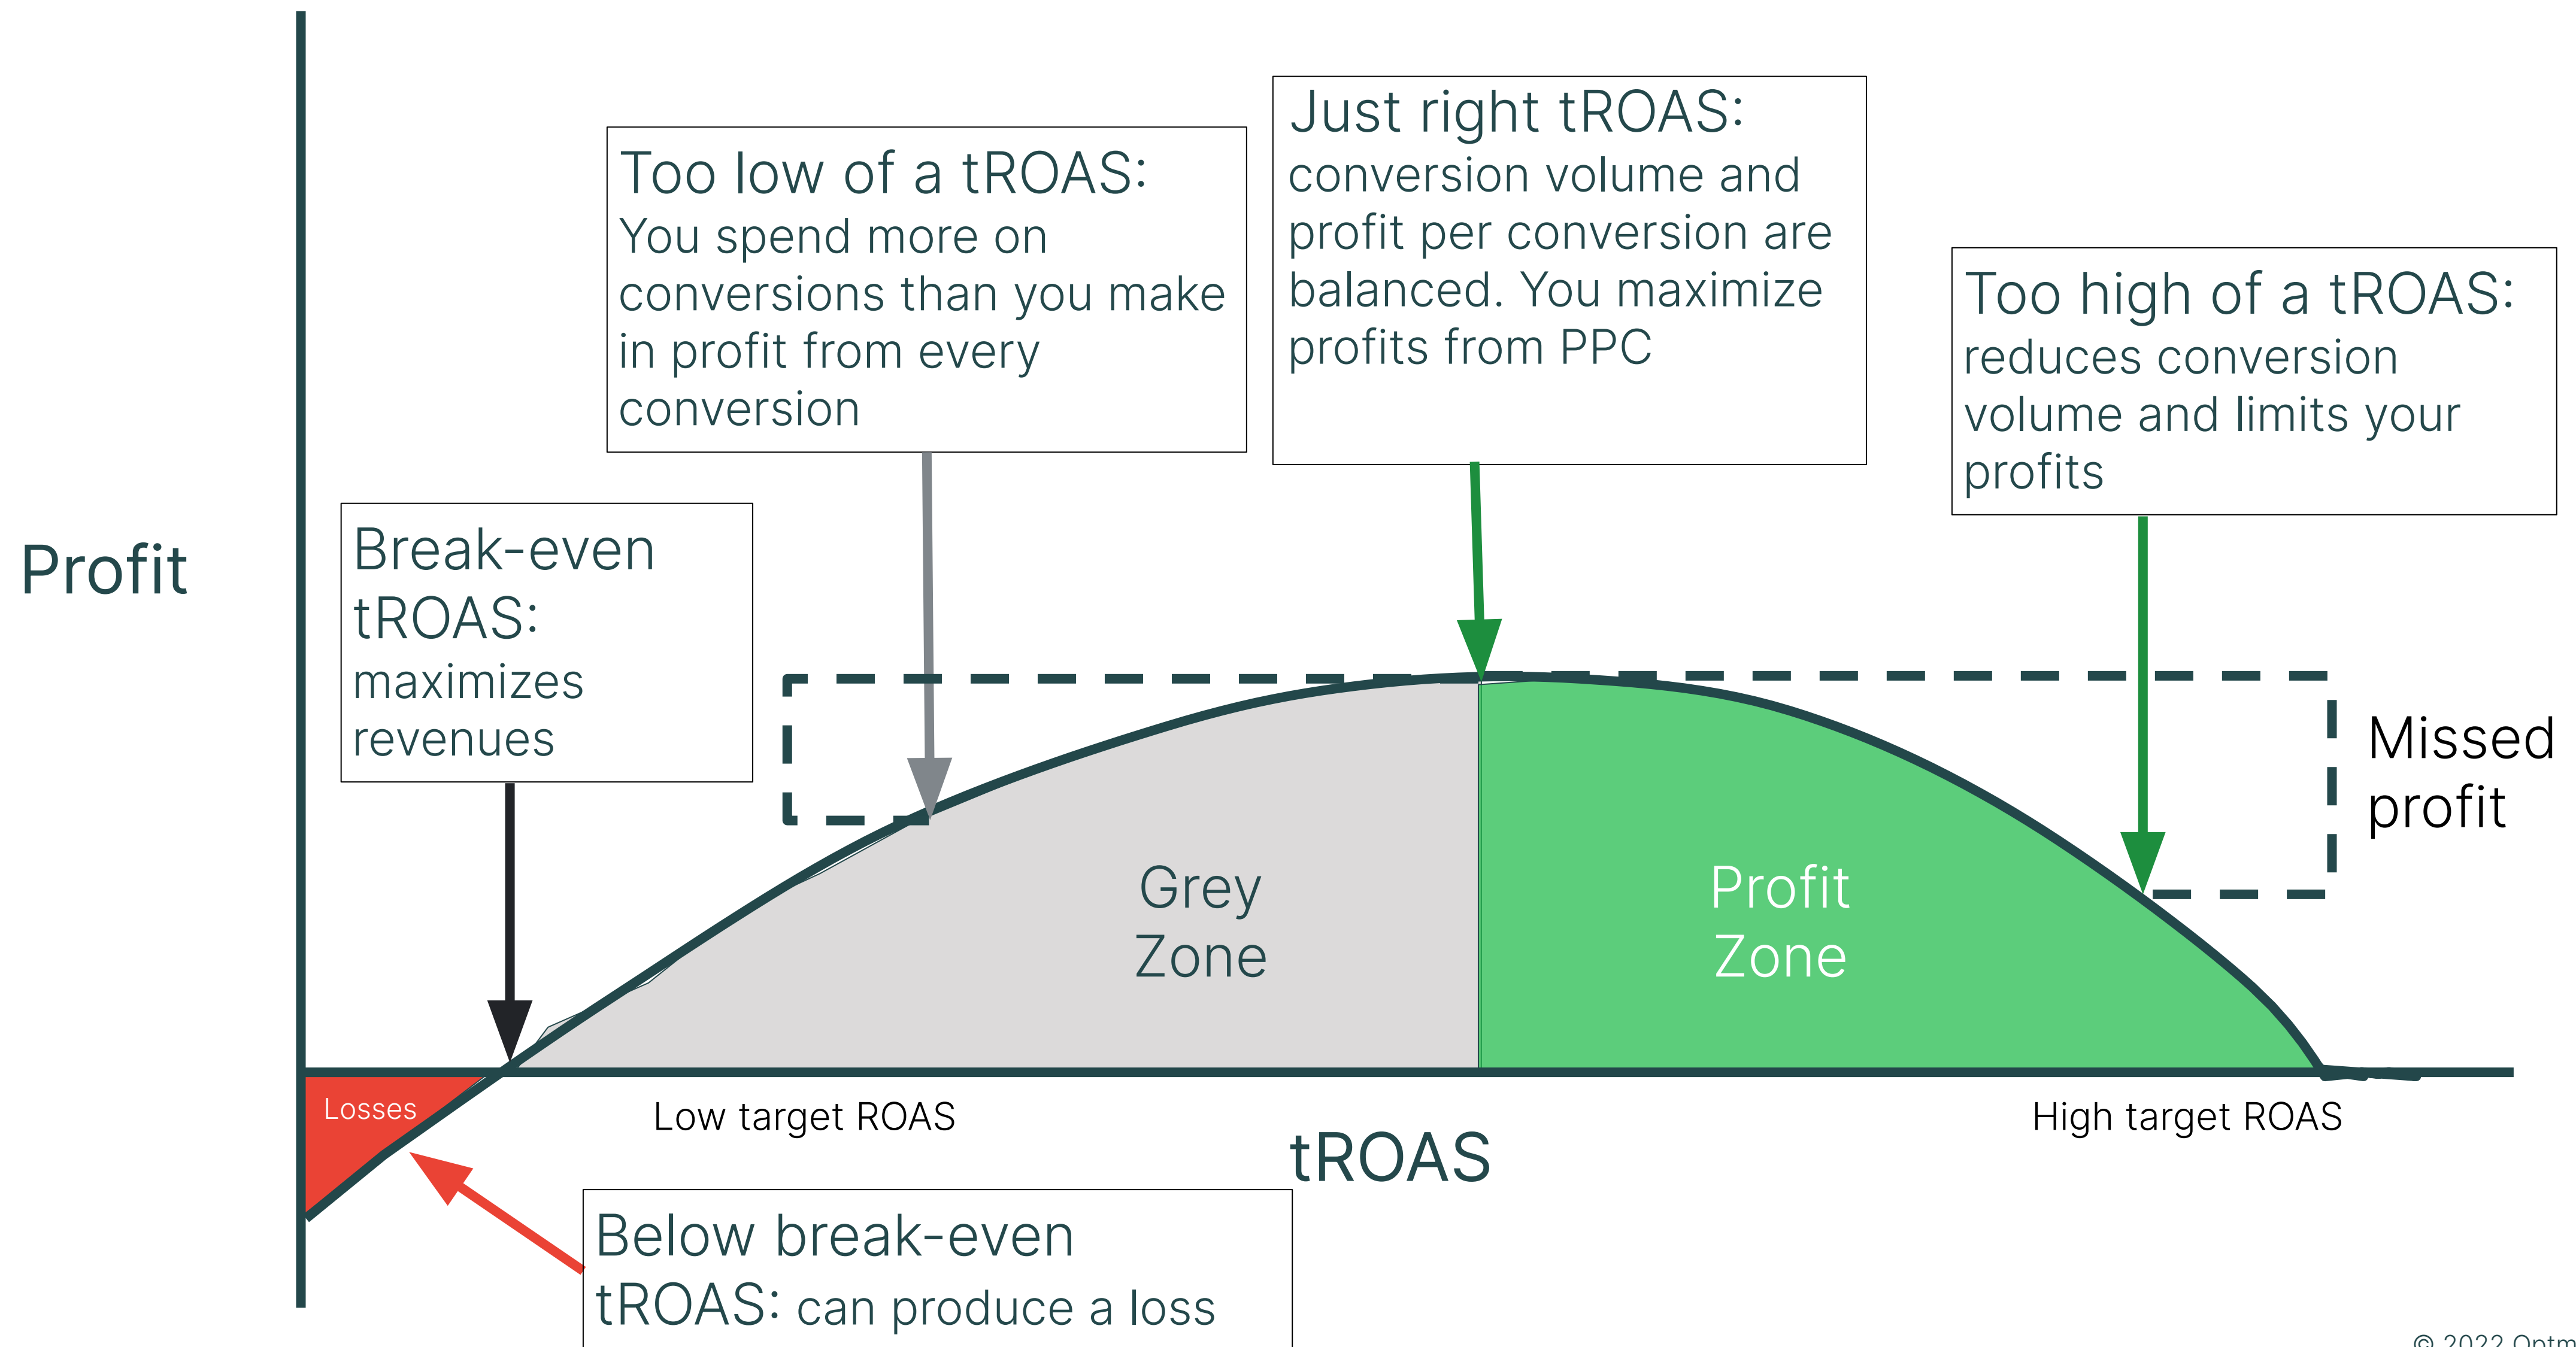 Just right tROAS:
conversion volume and
profit per conversion are
balanced. You maximize
profits from PPC
Too low of a tROAS:
You spend more on
conversions than you make
in profit from every
conversion
Too high of a tROAS:
reduces conversion
volume and limits your
profits
Profit
Break-even
tROAS:
maximizes
revenues
Missed
profit
Grey
Zone
Profit
Zone
Losses
Low target ROAS
High target ROAS
tROAS
Below break-even
tROAS: can produce a loss
© 2022